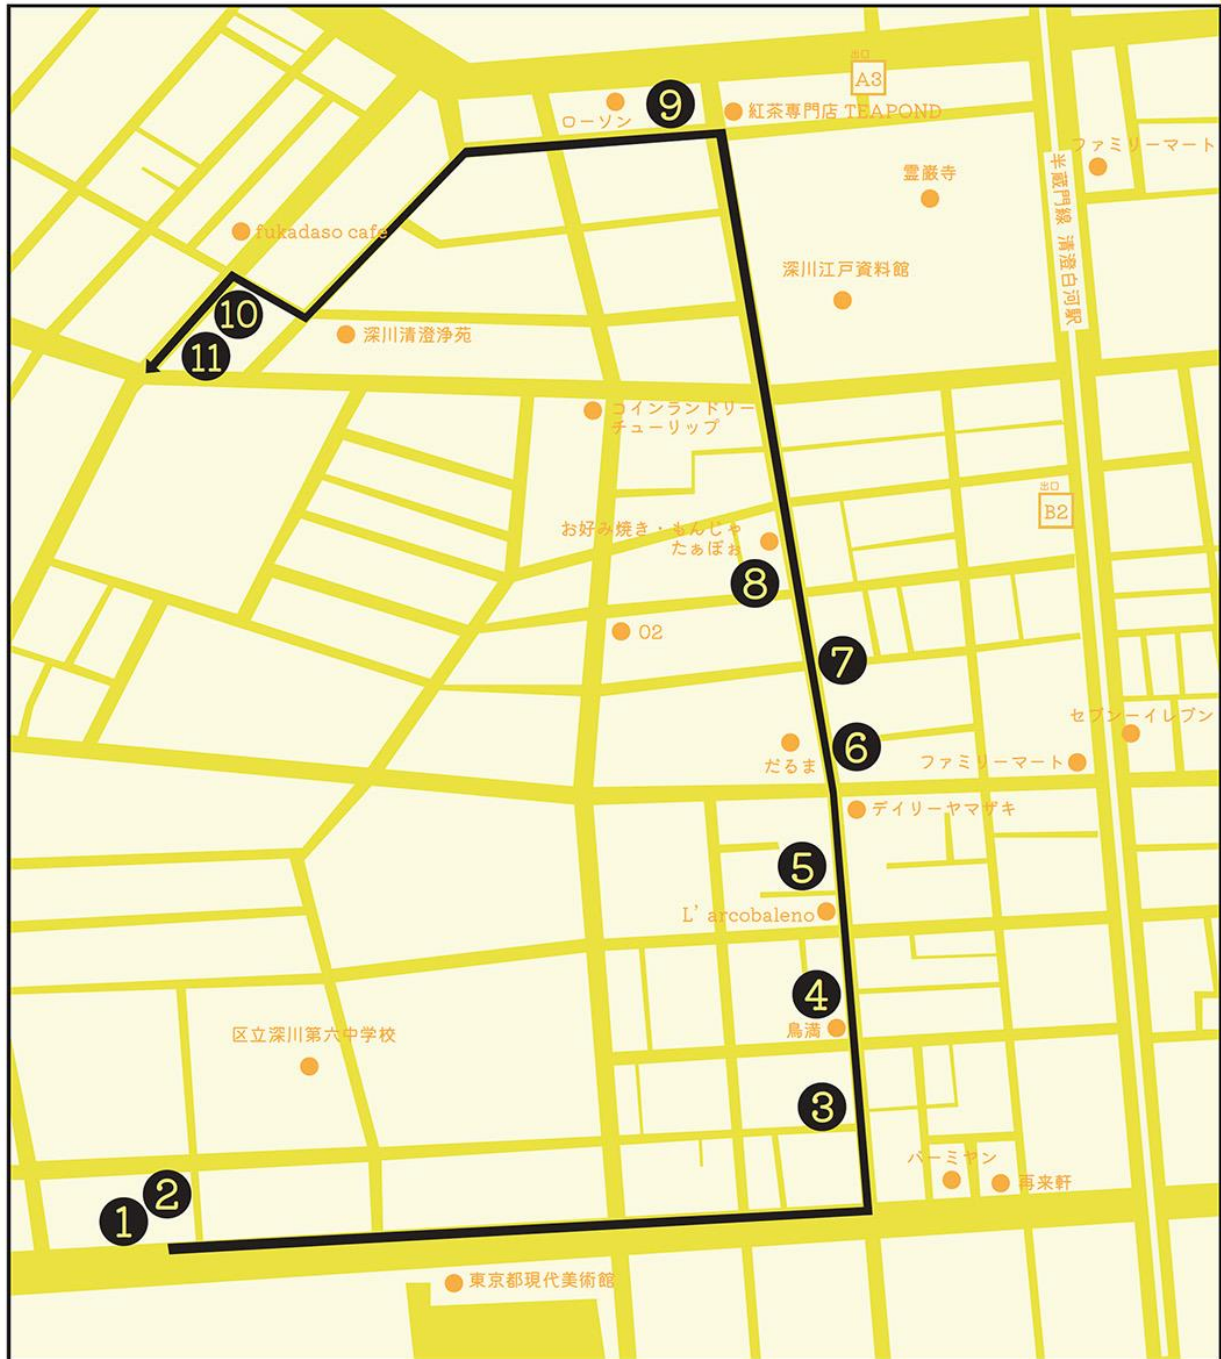 出口
A3
9
ローソン
紅茶専門店 TEAPOND
ファミリーマート
霊巌寺
半蔵門線 清澄白河駅
fukadaso cafe
深川江戸資料館
10
深川清澄浄苑
11
コインランドリー
チューリップ
出口
B2
お好み焼き・もんじゃ
たぁぼぉ
8
02
7
セブンーイレブン
6
だるま
ファミリーマート
デイリーヤマザキ
5
L' arcobaleno
4
鳥満
区立深川第六中学校
3
バーミヤン
再来軒
2
1
東京都現代美術館